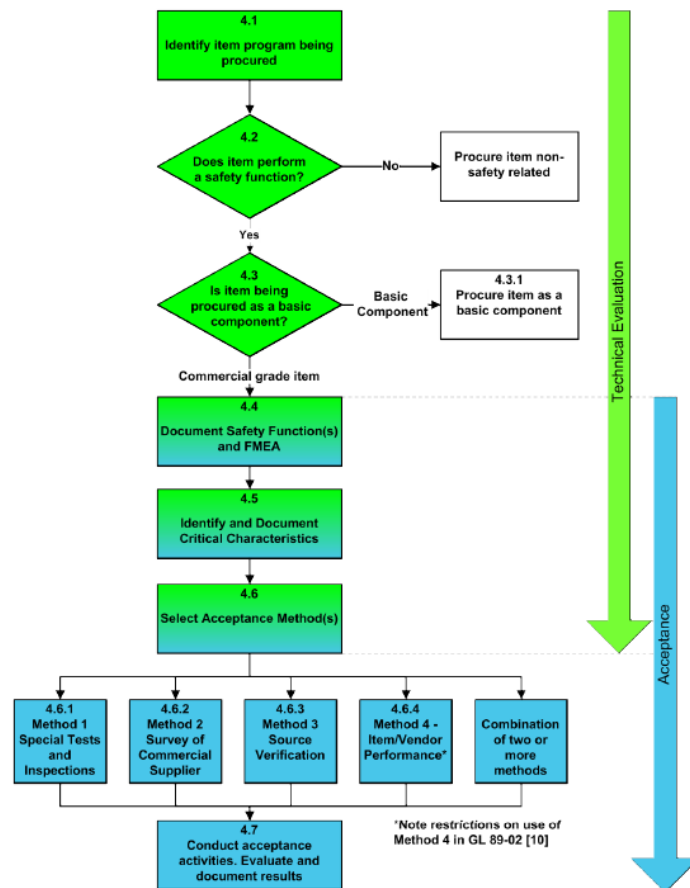 4.1
Identify item program being
procured
4.2
Does item perform
a safety function?
No
Procure item non-
safety related
Yes
4.3
Is item being
procured as a basic
component?
Basic
Component
4.3.1
Procure item as a
basic component
Commercial grade item
4.4
Document Safety Function(s)
and FMEA
4.5
Identify and Document
Critical Characteristics
4.6
Select Acceptance Method(s)
Technical Evaluation
Acceptance
4.6.1
Method 1
Special Tests
and
Inspections
4.6.2
Method 2
Survey of
Commercial
Supplier
4.6.3
Method 3
Source
Verification
4.6.4
Method 4 -
Item/Vendor
Performance*
Combination
of two or
more
methods
4.7
Conduct acceptance
activities. Evaluate and
document results
*Note restrictions on use of
Method 4 in GL 89-02 [10]